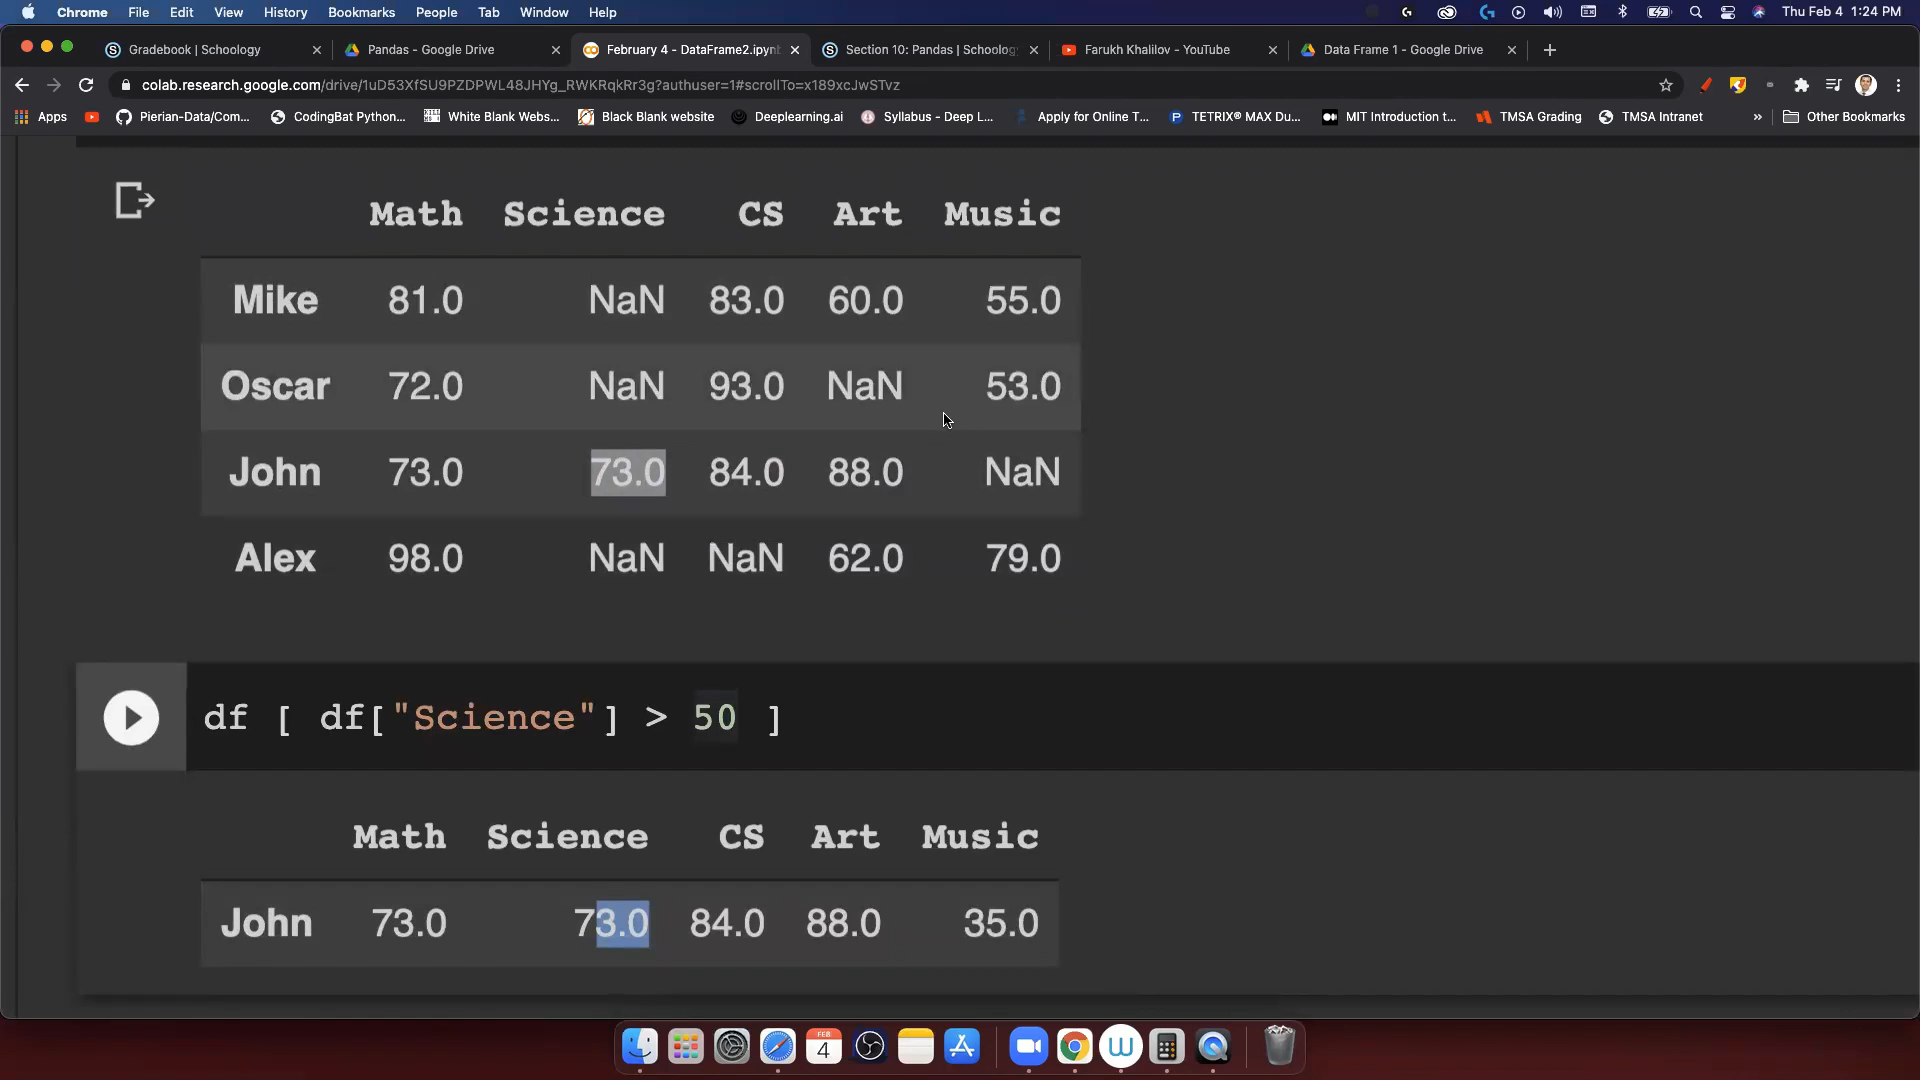 Chrome File Edit View History Bookmarks People Tab Window Help Thu Feb 4 1:24 PM
Gradebook | Schoology Pandas - Google Drive February 4 - DataFrame2.ipynb Section 10: Pandas | Schoology Farukh Khalilov - YouTube Data Frame 1 - Google Drive
colab.research.google.com/drive/1uD53XfSU9PZDPWL48JHYg_RWKRqkRr3g?authuser=1#scrollTo=x189xcJwSTvz
Apps Pierian-Data/Com... CodingBat Python... White Blank Webs... Black Blank website Deeplearning.ai Syllabus - Deep L... Apply for Online T... TETRIX® MAX Du... MIT Introduction t... TMSA Grading TMSA Intranet » Other Bookmarks
Math Science CS Art Music
Mike 81.0 NaN 83.0 60.0 55.0
Oscar 72.0 NaN 93.0 NaN 53.0
John 73.0 73.0 84.0 88.0 NaN
Alex 98.0 NaN NaN 62.0 79.0
df [ df["Science"] > 50 ]
Math Science CS Art Music
John 73.0 73.0 84.0 88.0 35.0
FEB
4